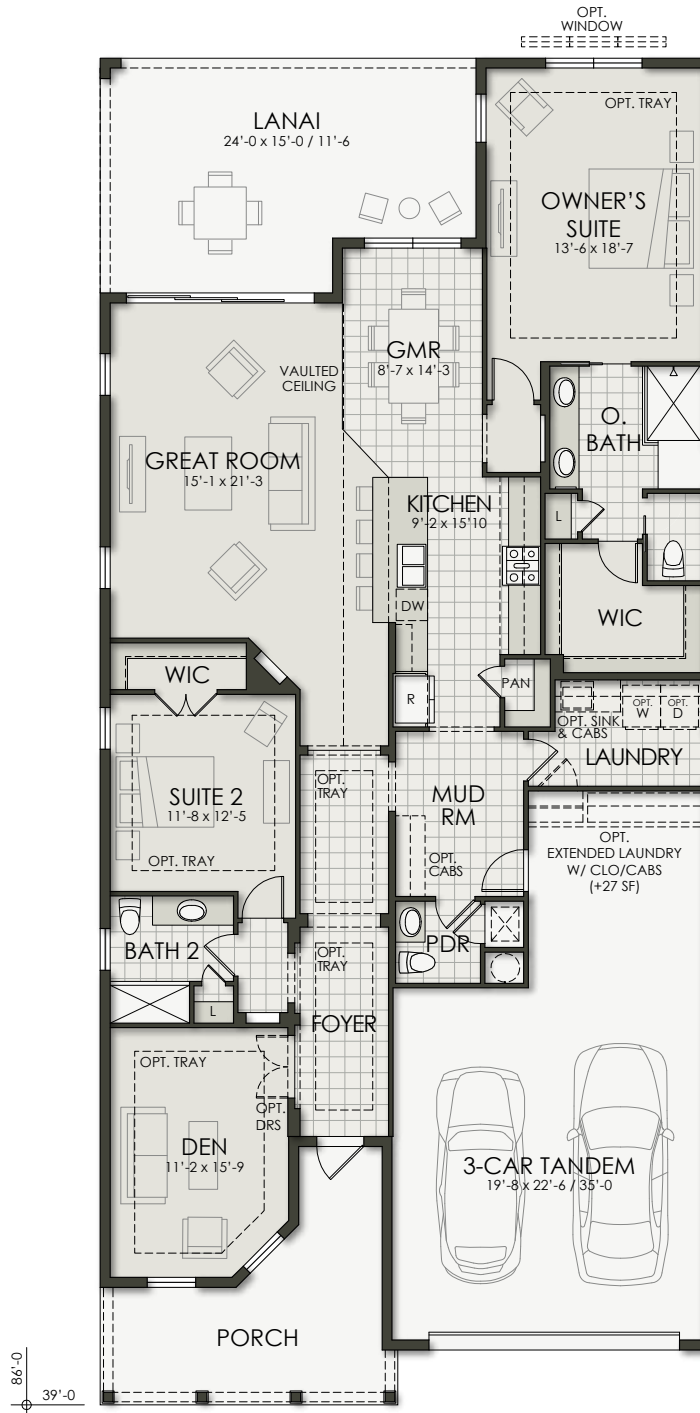 OPT.
WINDOW
LANAI
24'-0 x 15'-0 / 11'-6
OPT. TRAY
OWNER'S
SUITE
13'-6 x 18'-7
GMR
8'-7 x 14'-3
VAULTED
CEILING
GREAT ROOM
15'-1 x 21'-3
O.
BATH
KITCHEN
9'-2 x 15'10
L
DW
WIC
WIC
PAN
R
OPT.
W
OPT.
D
OPT. SINK
& CABS
LAUNDRY
OPT.
TRAY
MUD
RM
SUITE 2
11'-8 x 12'-5
OPT. TRAY
OPT.
CABS
OPT.
EXTENDED LAUNDRY
W/ CLO/CABS
(+27 SF)
BATH 2
OPT.
TRAY
PDR
L
FOYER
OPT. TRAY
OPT.
DRS
DEN
11'-2 x 15'-9
3-CAR TANDEM
19'-8 x 22'-6 / 35'-0
PORCH
86'-0
39'-0